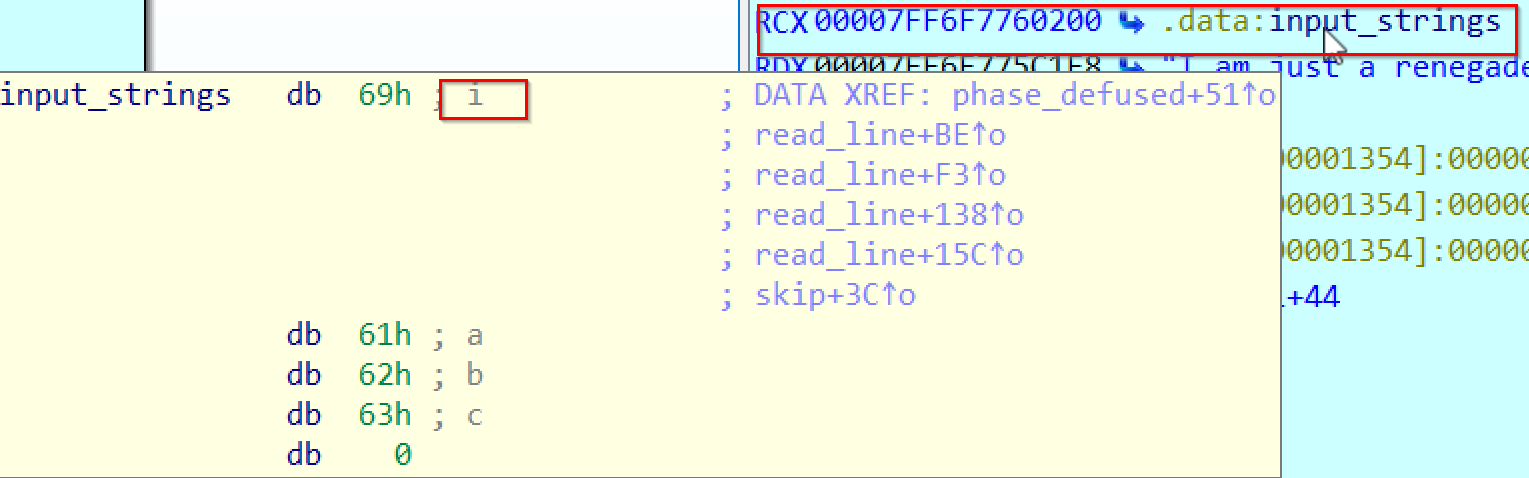 RCX 00007FF6F7760200 ↳ .data:input_strings
RDX 00007FF6F775C1F8 ↳ "I am just a renegade
input_strings db 69h ; i ; DATA XREF: phase_defused+51↑o
; read_line+BE↑o
; read_line+F3↑o
00001354]:00000
; read_line+138↑o
00001354]:00000
; read_line+15C↑o
00001354]:00000
; skip+3C↑o
+44
db 61h ; a
db 62h ; b
db 63h ; c
db 0